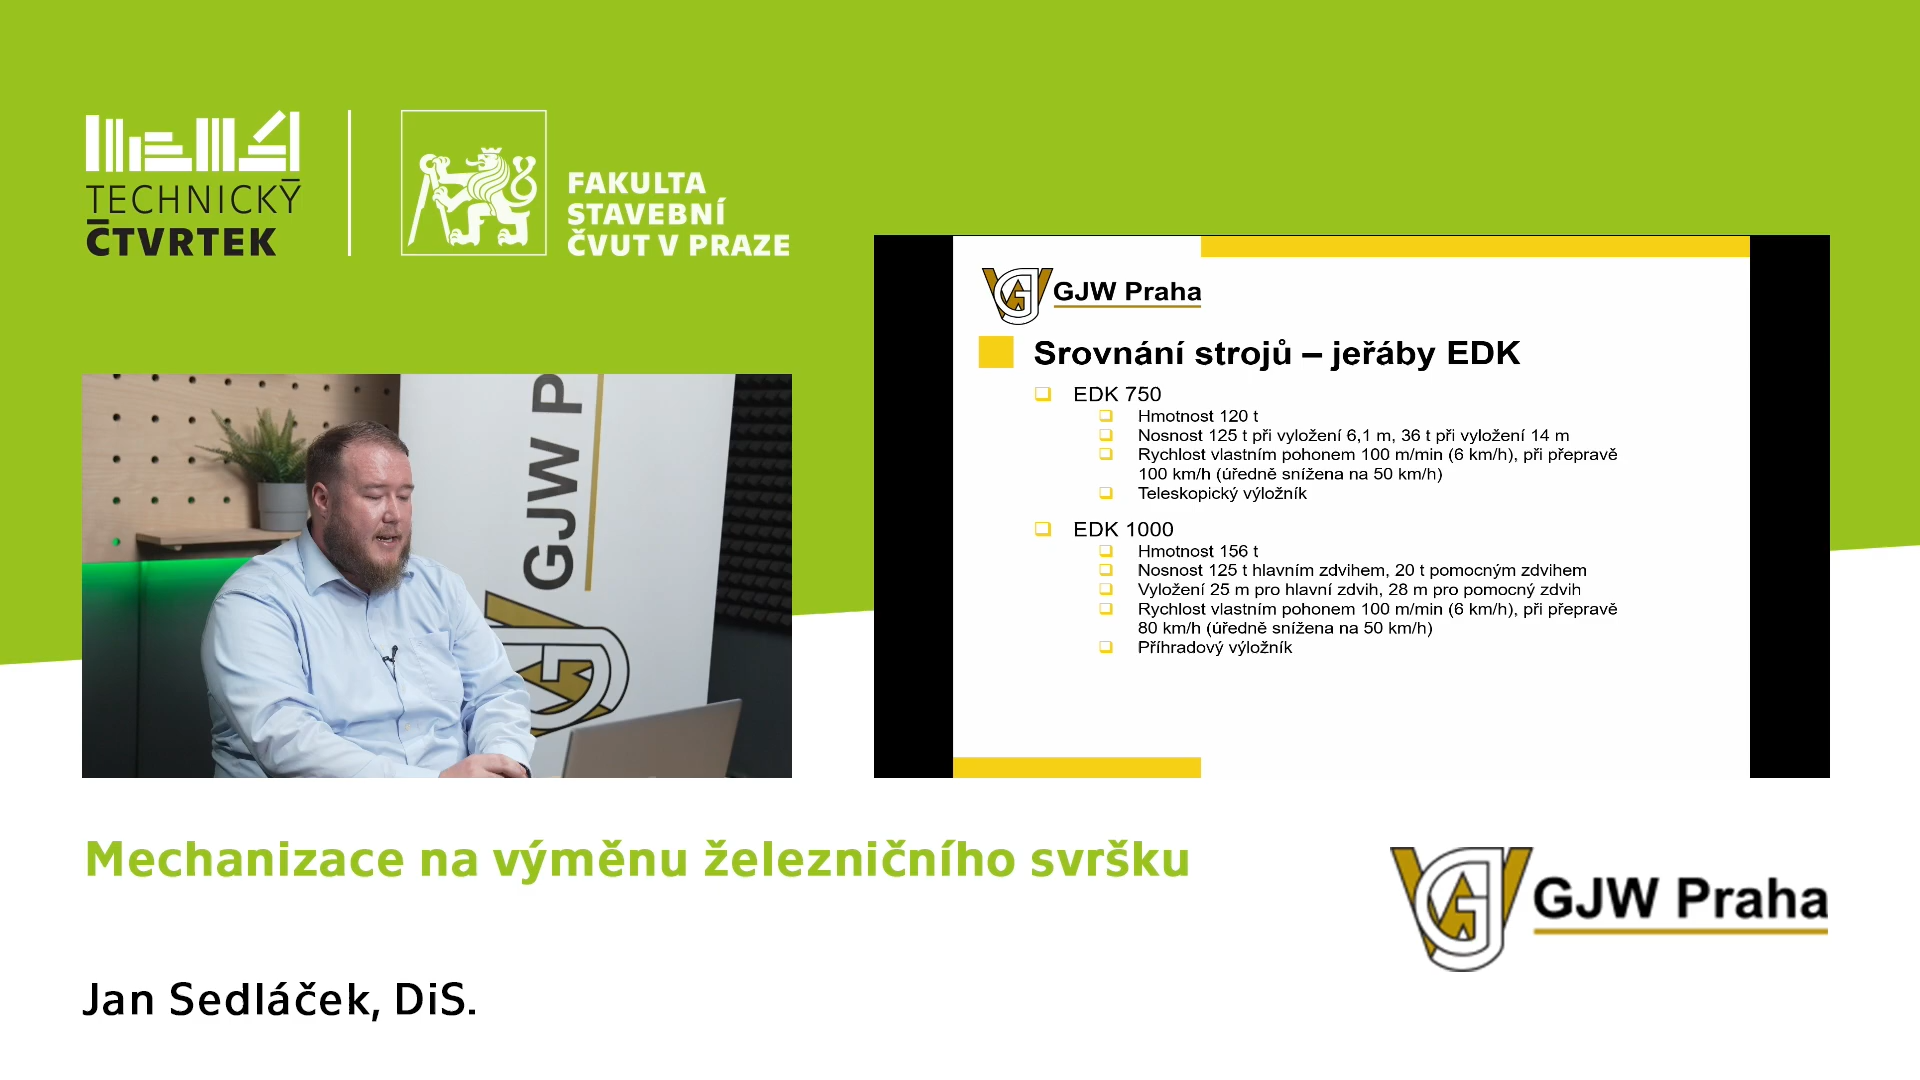 TECHNICKÝ
ČTVRTEK
FAKULTA
STAVEBNÍ
ČVUT V PRAZE
GJW P
GJW Praha
Srovnání strojů – jeřáby EDK
EDK 750
Hmotnost 120 t
Nosnost 125 t při vyložení 6,1 m, 36 t při vyložení 14 m
Rychlost vlastním pohonem 100 m/min (6 km/h), při přepravě
100 km/h (úředně snížena na 50 km/h)
Teleskopický výložník
EDK 1000
Hmotnost 156 t
Nosnost 125 t hlavním zdvihem, 20 t pomocným zdvihem
Vyložení 25 m pro hlavní zdvih, 28 m pro pomocný zdvih
Rychlost vlastním pohonem 100 m/min (6 km/h), při přepravě
80 km/h (úředně snížena na 50 km/h)
Příhradový výložník
Mechanizace na výměnu železničního svršku
GJW Praha
Jan Sedláček, DiS.